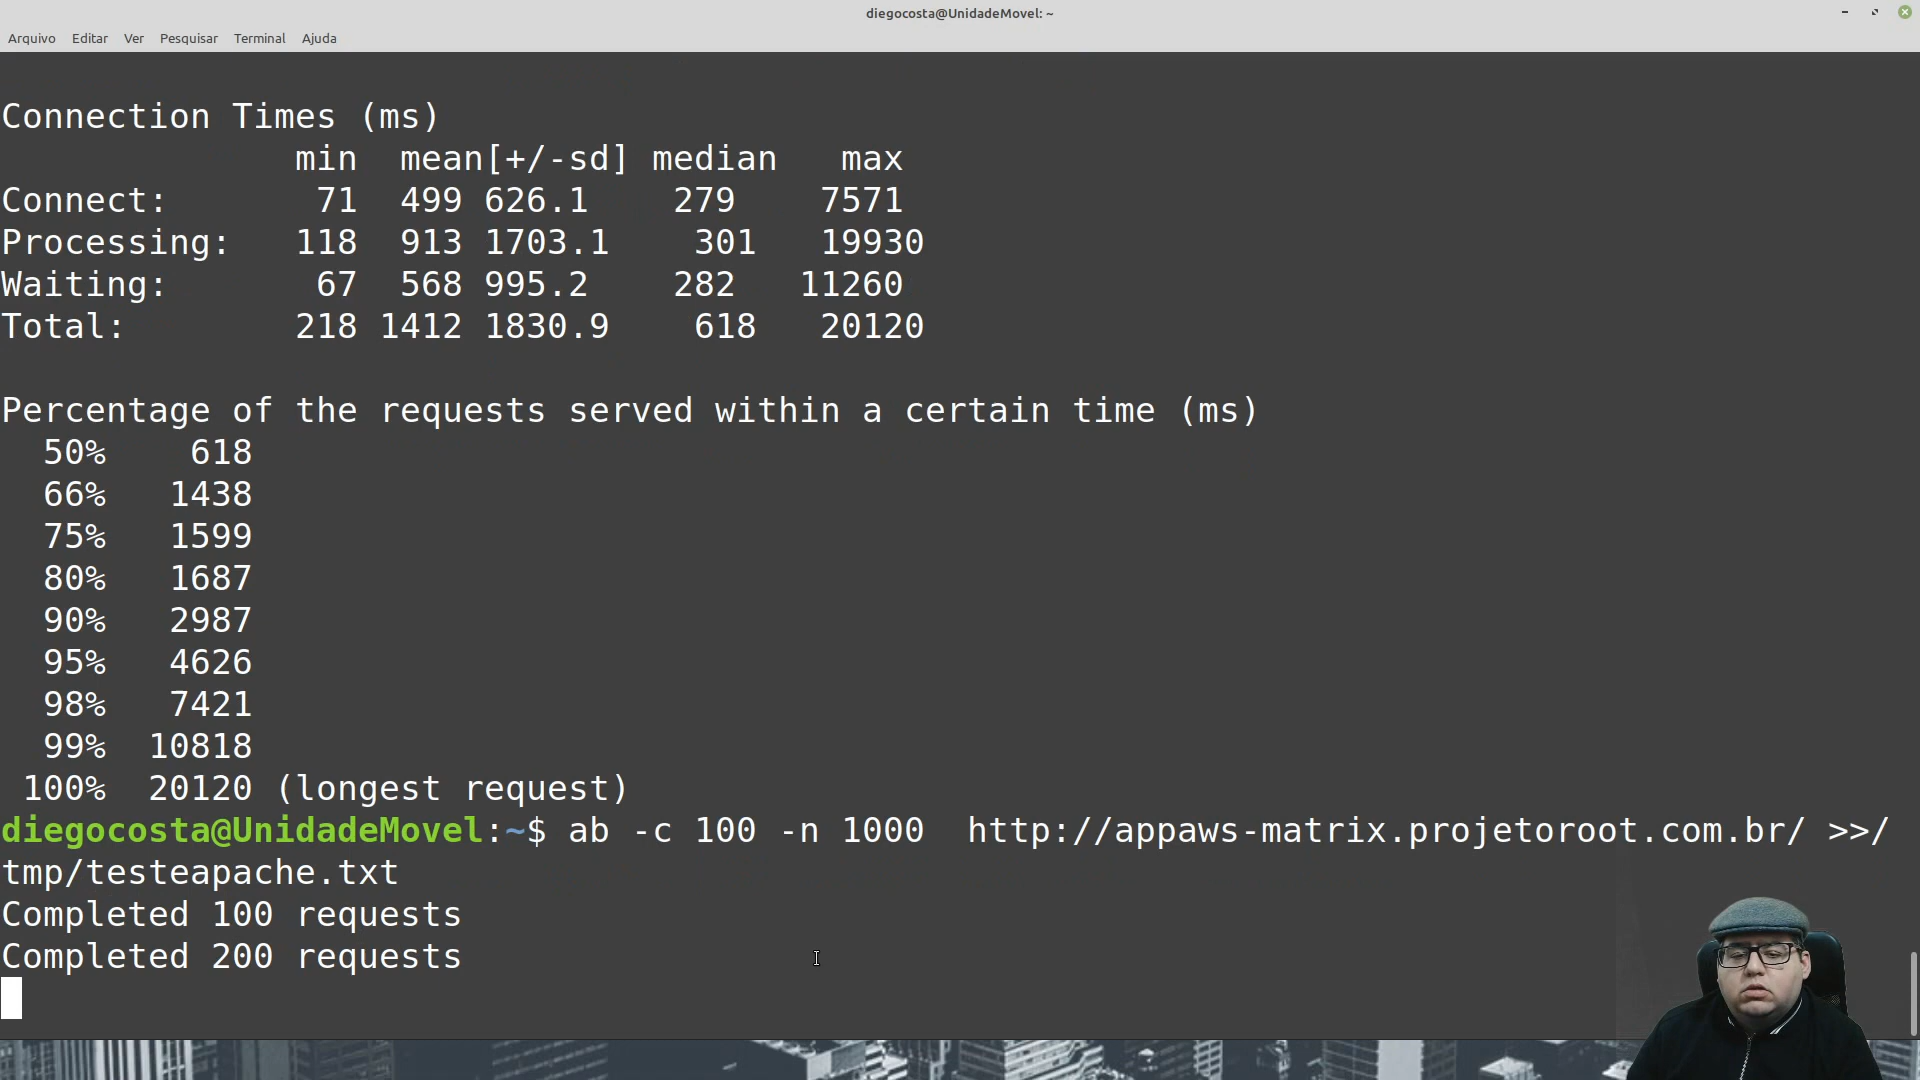 diegocosta@UnidadeMovel: ~
Arquivo Editar Ver Pesquisar Terminal Ajuda
Connection Times (ms)
min mean[+/-sd] median max
Connect: 71 499 626.1 279 7571
Processing: 118 913 1703.1 301 19930
Waiting: 67 568 995.2 282 11260
Total: 218 1412 1830.9 618 20120
Percentage of the requests served within a certain time (ms)
50% 618
66% 1438
75% 1599
80% 1687
90% 2987
95% 4626
98% 7421
99% 10818
100% 20120 (longest request)
diegocosta@UnidadeMovel:~$ ab -c 100 -n 1000  http://appaws-matrix.projetoroot.com.br/ >>/
tmp/testeapache.txt
Completed 100 requests
Completed 200 requests